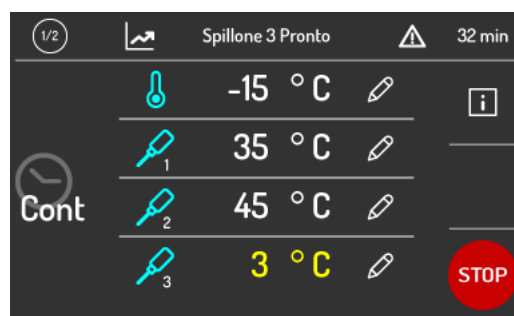 1/2 Spillone 3 Pronto 32 min
-15 °C
i
1 35 °C
Cont
2 45 °C
3 3 °C
STOP